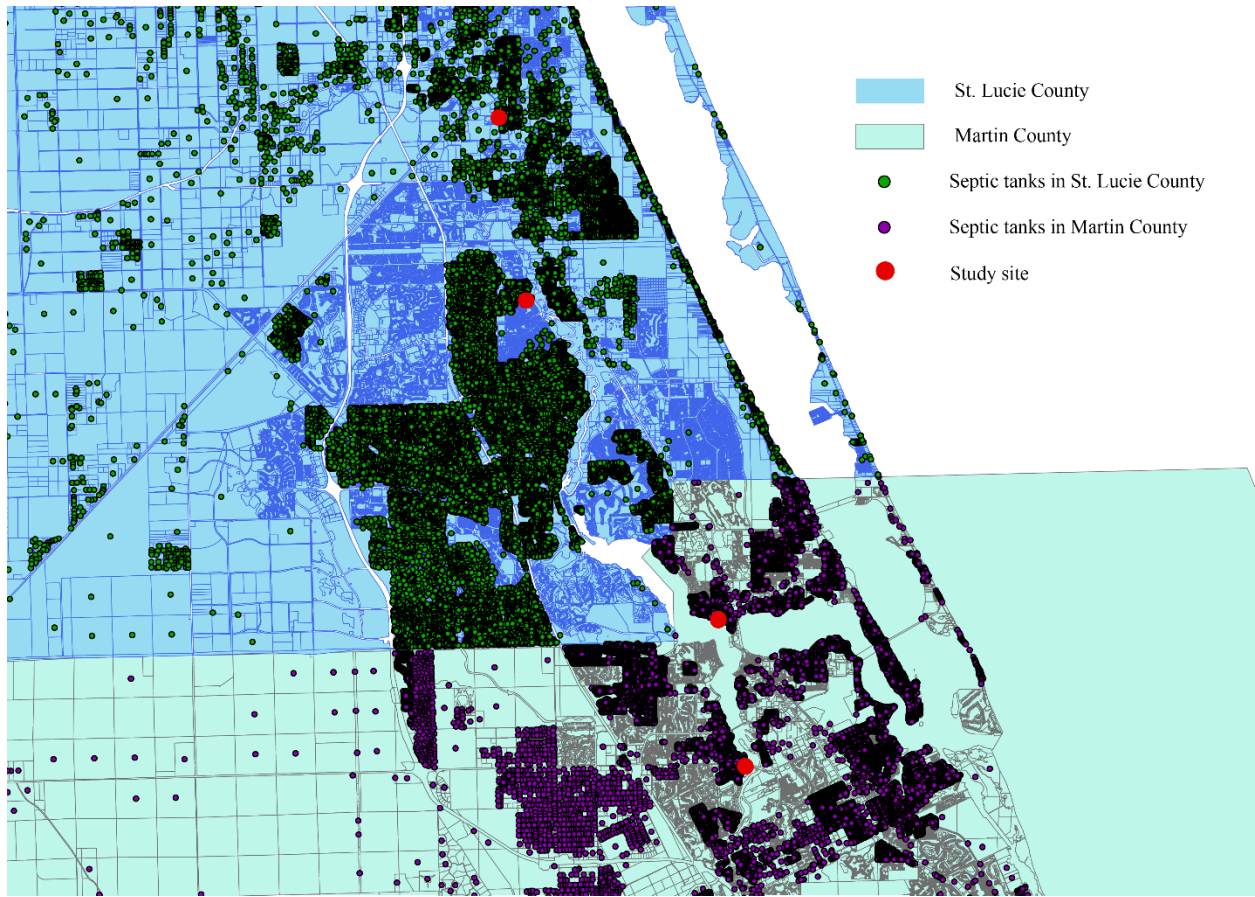 St. Lucie County
Martin County
Septic tanks in St. Lucie County
Septic tanks in Martin County
Study site